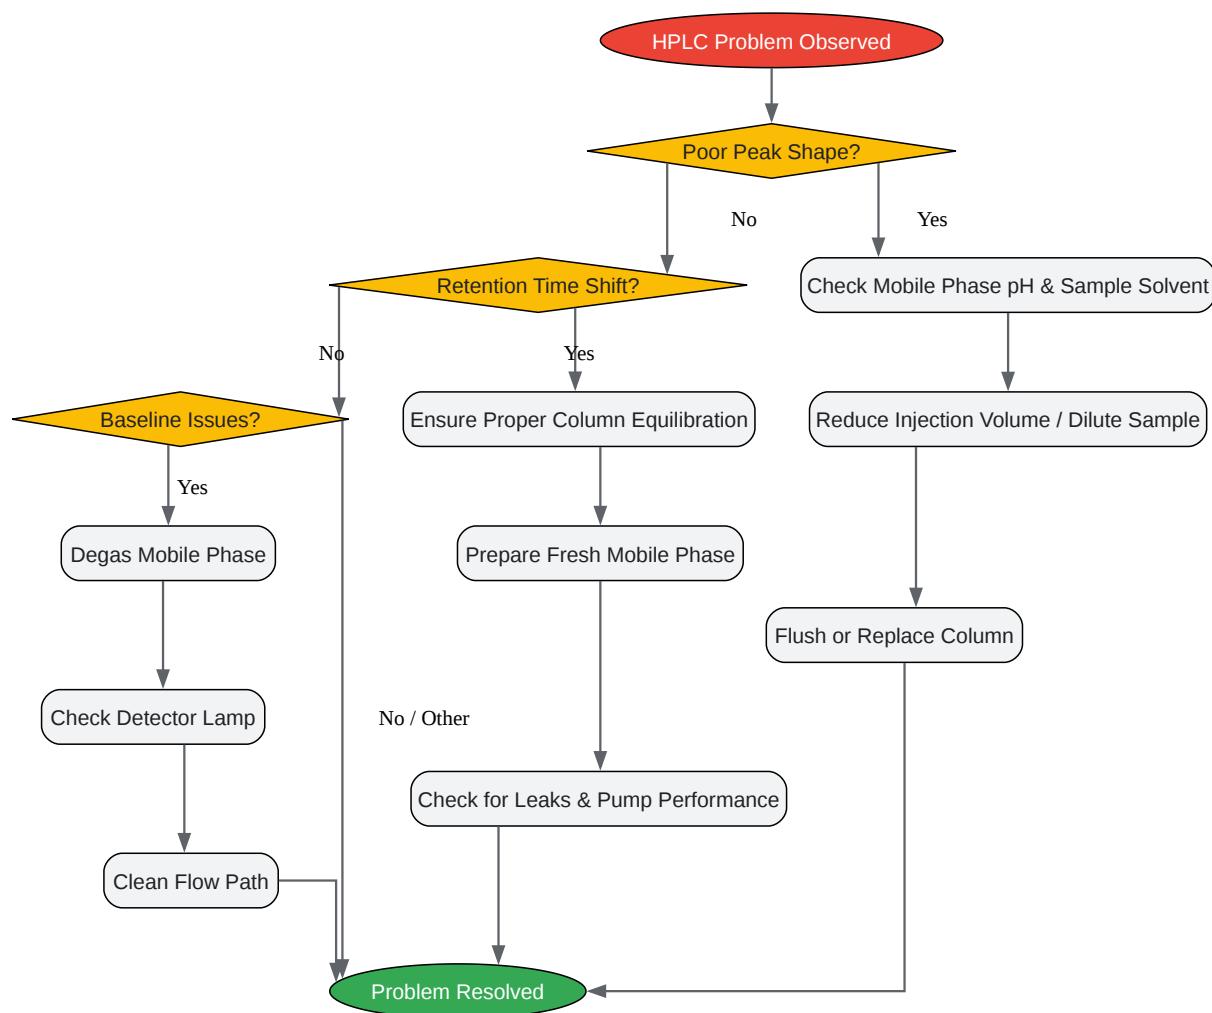 HPLC Problem Observed
Poor Peak Shape?
No
Yes
Retention Time Shift?
Check Mobile Phase pH & Sample Solvent
No
Yes
Baseline Issues?
Ensure Proper Column Equilibration
Reduce Injection Volume / Dilute Sample
Yes
Degas Mobile Phase
Prepare Fresh Mobile Phase
Flush or Replace Column
Check Detector Lamp
No / Other
Check for Leaks & Pump Performance
Clean Flow Path
Problem Resolved